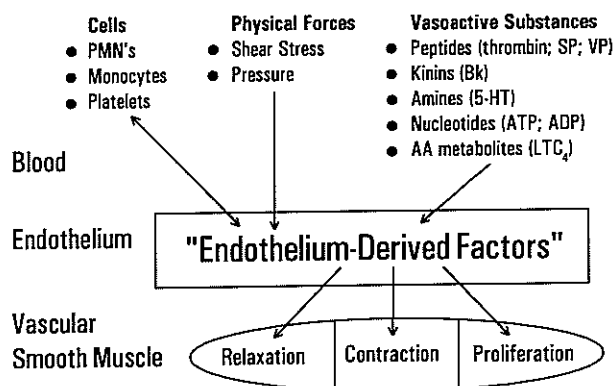 Cells
● PMN's
● Monocytes
● Platelets
Physical Forces
● Shear Stress
● Pressure
Vasoactive Substances
● Peptides (thrombin; SP; VP)
● Kinins (Bk)
● Amines (5-HT)
● Nucleotides (ATP; ADP)
● AA metabolites (LTC₄)
Blood
Endothelium
"Endothelium-Derived Factors"
Vascular
Smooth Muscle
Relaxation
Contraction
Proliferation